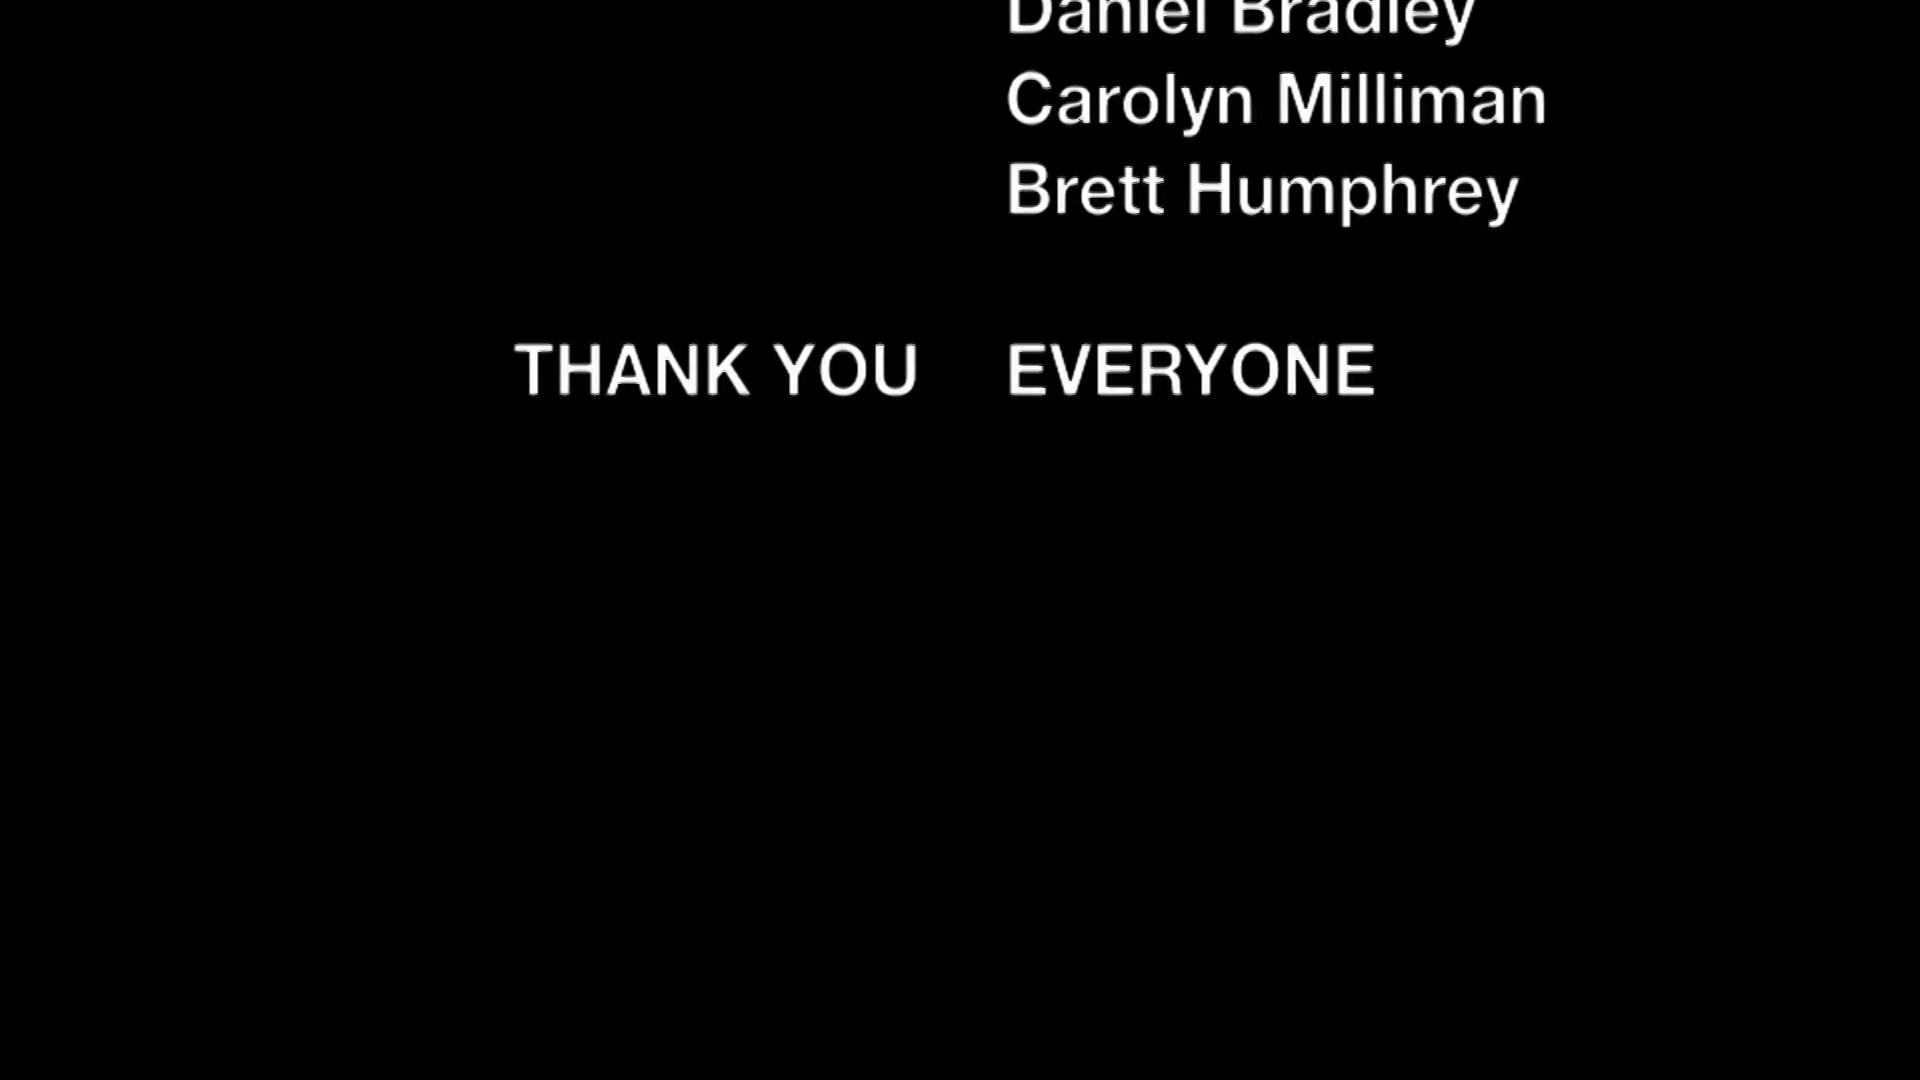 Daniel Bradley
Carolyn Milliman
Brett Humphrey
THANK YOU EVERYONE